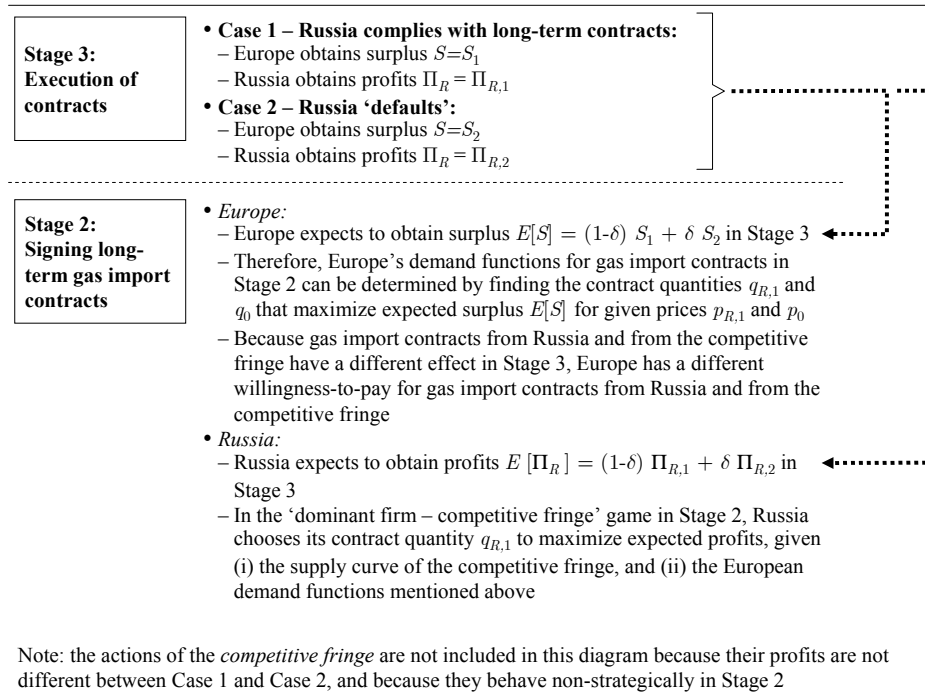 Stage 3:
Execution of
contracts
• Case 1 – Russia complies with long-term contracts:
– Europe obtains surplus S=S₁
– Russia obtains profits Π_R = Π_{R,1}
• Case 2 – Russia ‘defaults’:
– Europe obtains surplus S=S₂
– Russia obtains profits Π_R = Π_{R,2}
Stage 2:
Signing long-
term gas import
contracts
• Europe:
– Europe expects to obtain surplus E[S] = (1-δ) S₁ + δ S₂ in Stage 3
– Therefore, Europe’s demand functions for gas import contracts in
Stage 2 can be determined by finding the contract quantities q_{R,1} and
q₀ that maximize expected surplus E[S] for given prices p_{R,1} and p₀
– Because gas import contracts from Russia and from the competitive
fringe have a different effect in Stage 3, Europe has a different
willingness-to-pay for gas import contracts from Russia and from the
competitive fringe
• Russia:
– Russia expects to obtain profits E [Π_R ] = (1-δ) Π_{R,1} + δ Π_{R,2} in
Stage 3
– In the ‘dominant firm – competitive fringe’ game in Stage 2, Russia
chooses its contract quantity q_{R,1} to maximize expected profits, given
(i) the supply curve of the competitive fringe, and (ii) the European
demand functions mentioned above
Note: the actions of the competitive fringe are not included in this diagram because their profits are not
different between Case 1 and Case 2, and because they behave non-strategically in Stage 2